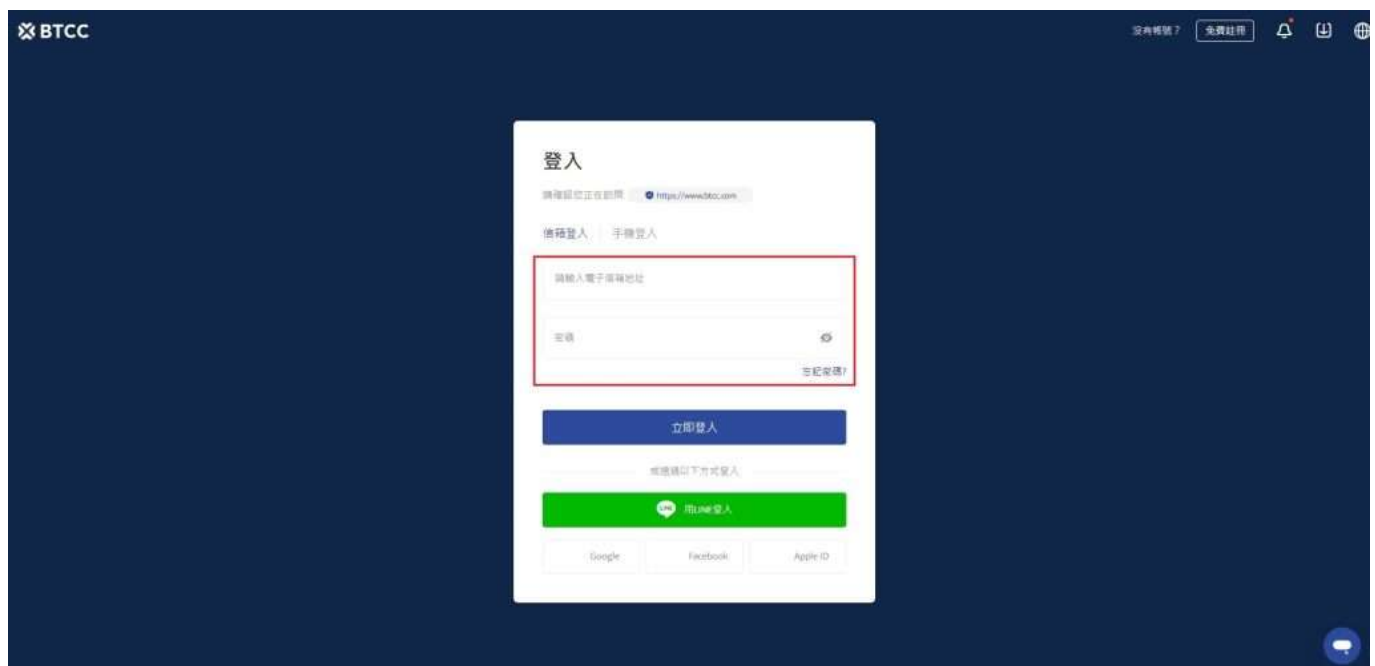 BTCC
沒有帳號？ 免費註冊
登入
請確認您正在訪問 https://www.btcc.com
信箱登入 手機登入
請輸入電子信箱地址
密碼
忘記密碼?
立即登入
或透過以下方式登入
LINE 用LINE登入
Google Facebook Apple ID